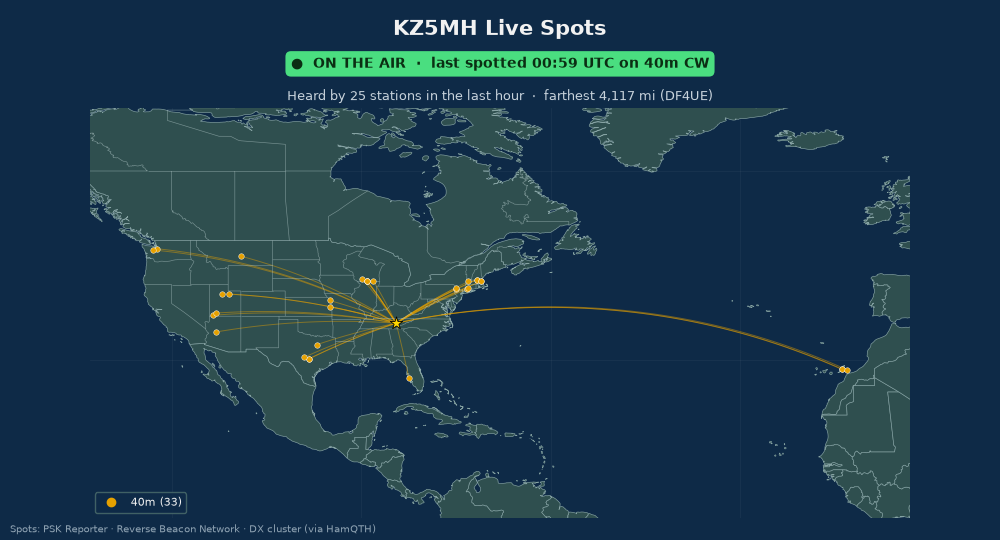 KZ5MH Live Spots
● ON THE AIR · last spotted 00:59 UTC on 40m CW
Heard by 25 stations in the last hour · farthest 4,117 mi (DF4UE)
40m (33)
Spots: PSK Reporter · Reverse Beacon Network · DX cluster (via HamQTH)